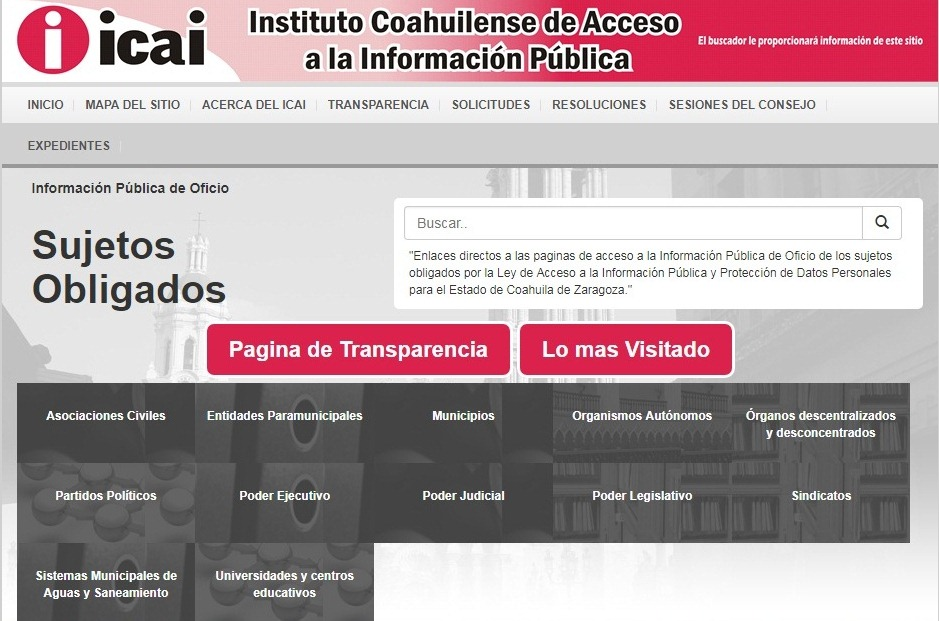 icai
Instituto Coahuilense de Acceso
a la Información Pública
El buscador le proporcionará información de este sitio
INICIO MAPA DEL SITIO ACERCA DEL ICAI TRANSPARENCIA SOLICITUDES RESOLUCIONES SESIONES DEL CONSEJO
EXPEDIENTES
Información Pública de Oficio
Sujetos
Obligados
Buscar..
"Enlaces directos a las paginas de acceso a la Información Pública de Oficio de los sujetos
obligados por la Ley de Acceso a la Información Pública y Protección de Datos Personales
para el Estado de Coahuila de Zaragoza."
Pagina de Transparencia Lo mas Visitado
Asociaciones Civiles
Entidades Paramunicipales
Municipios
Organismos Autónomos
Órganos descentralizados
y desconcentrados
Partidos Políticos
Poder Ejecutivo
Poder Judicial
Poder Legislativo
Sindicatos
Sistemas Municipales de
Aguas y Saneamiento
Universidades y centros
educativos